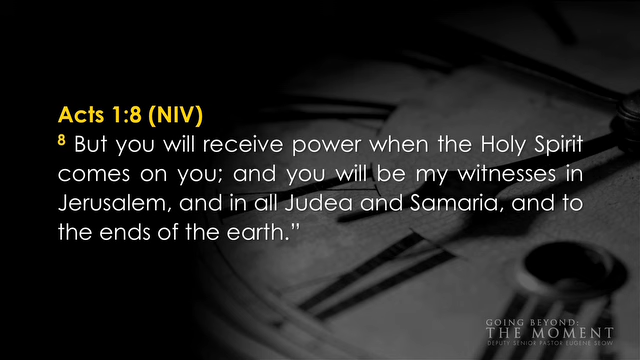 Acts 1:8 (NIV)
8 But you will receive power when the Holy Spirit
comes on you; and you will be my witnesses in
Jerusalem, and in all Judea and Samaria, and to
the ends of the earth.”
GOING BEYOND:
THE MOMENT
DEPUTY SENIOR PASTOR EUGENE SEOW